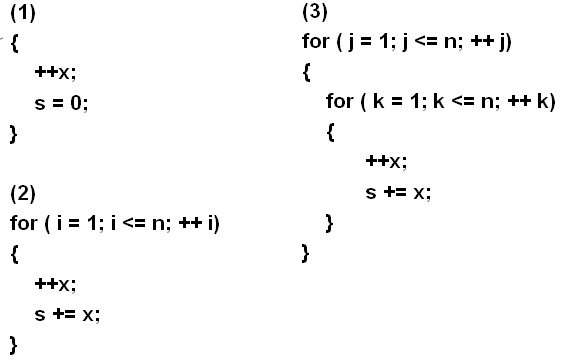 (1)
{
++x;
s = 0;
}
(2)
for ( i = 1; i <= n; ++ i)
{
++x;
s += x;
}
(3)
for ( j = 1; j <= n; ++ j)
{
for ( k = 1; k <= n; ++ k)
{
++x;
s += x;
}
}